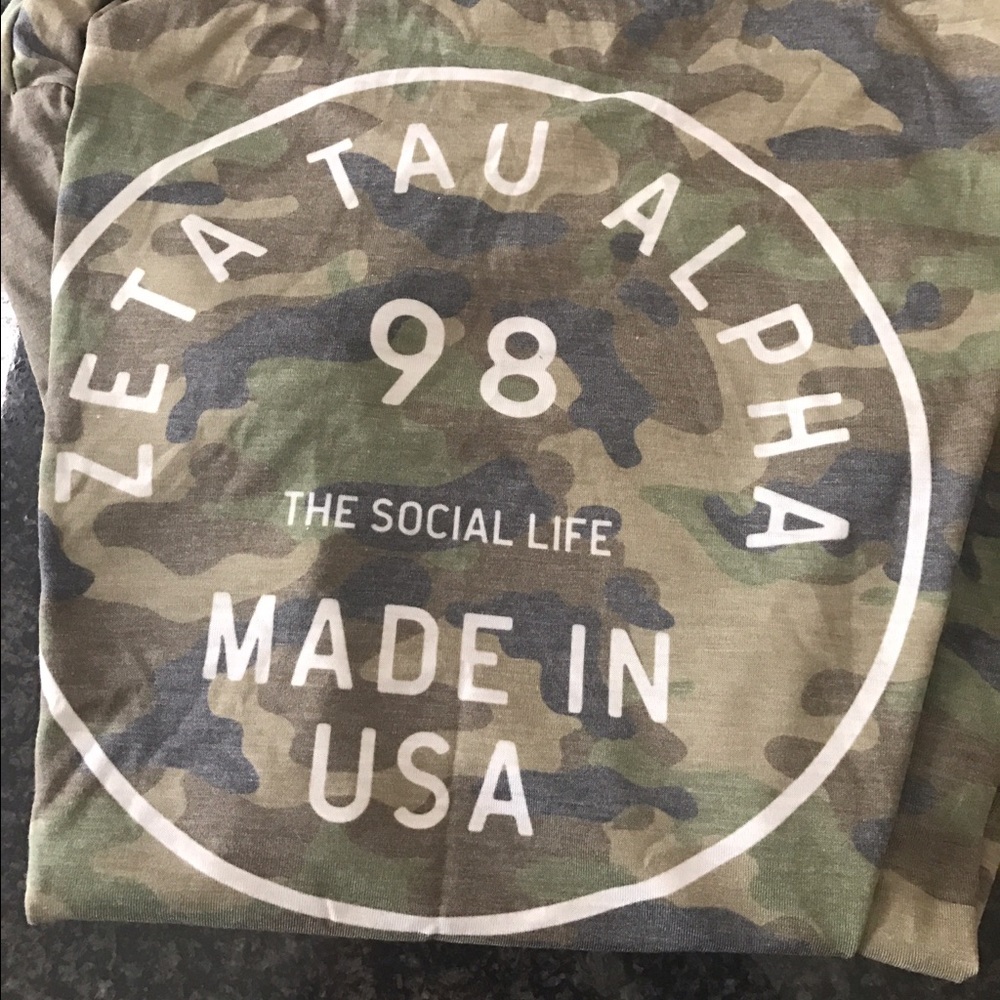 ZETA TAU ALPHA
98
THE SOCIAL LIFE
MADE IN
USA